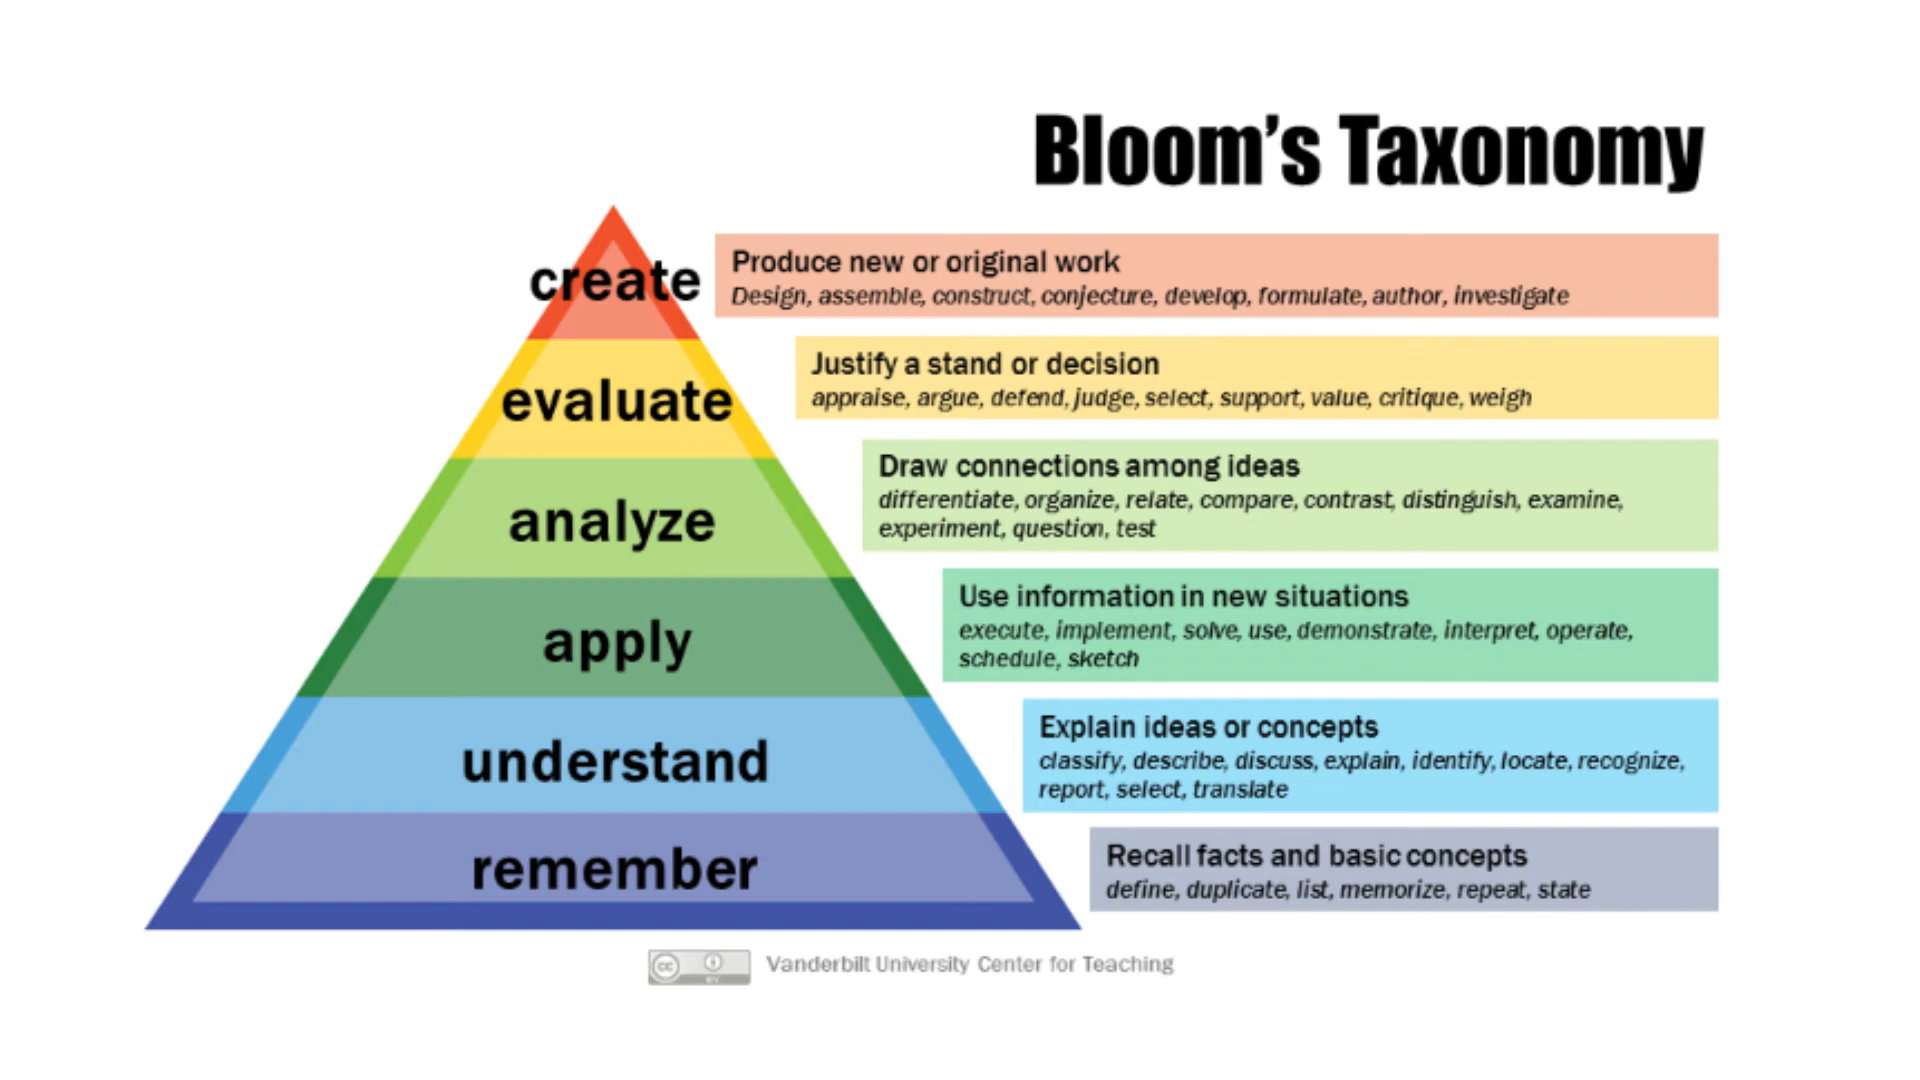 Bloom's Taxonomy
create
Produce new or original work
Design, assemble, construct, conjecture, develop, formulate, author, investigate
evaluate
Justify a stand or decision
appraise, argue, defend, judge, select, support, value, critique, weigh
analyze
Draw connections among ideas
differentiate, organize, relate, compare, contrast, distinguish, examine,
experiment, question, test
apply
Use information in new situations
execute, implement, solve, use, demonstrate, interpret, operate,
schedule, sketch
understand
Explain ideas or concepts
classify, describe, discuss, explain, identify, locate, recognize,
report, select, translate
remember
Recall facts and basic concepts
define, duplicate, list, memorize, repeat, state
cc BY Vanderbilt University Center for Teaching